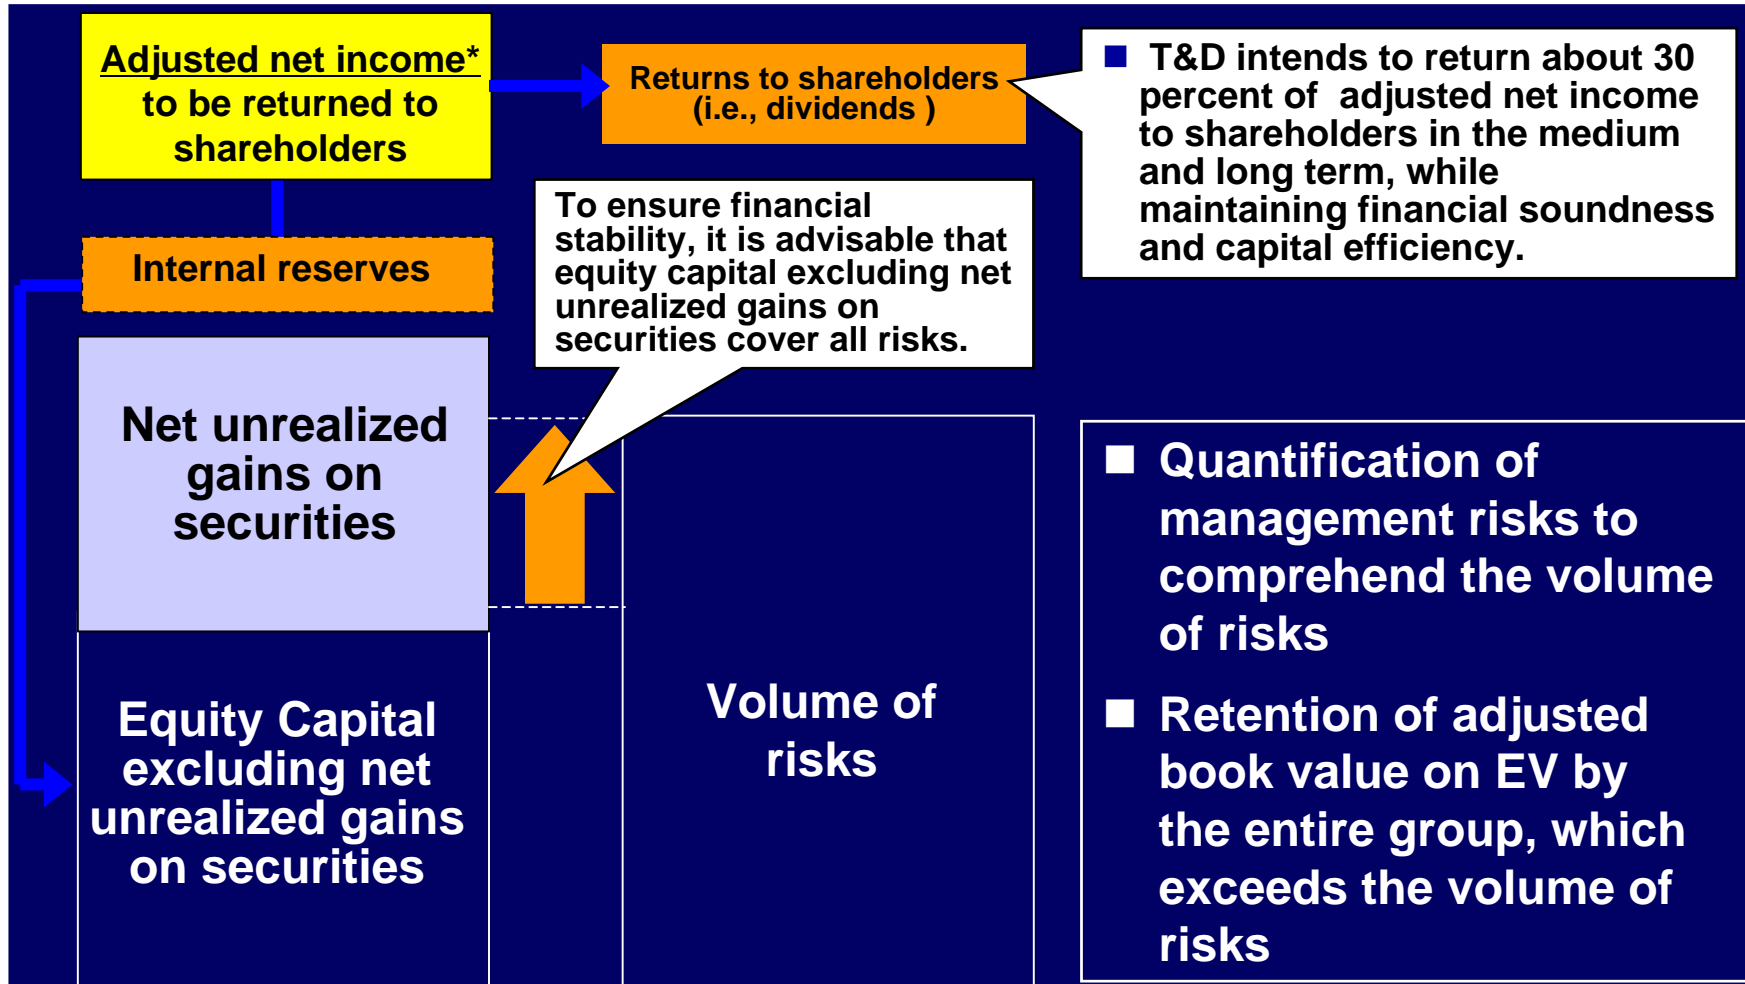 Adjusted net income*
to be returned to
shareholders
Returns to shareholders
(i.e., dividends )
■ T&D intends to return about 30
percent of  adjusted net income
to shareholders in the medium
and long term, while
maintaining financial soundness
and capital efficiency.
To ensure financial
stability, it is advisable that
equity capital excluding net
unrealized gains on
securities cover all risks.
Internal reserves
Net unrealized
gains on
securities
Equity Capital
excluding net
unrealized gains
on securities
Volume of
risks
■ Quantification of
management risks to
comprehend the volume
of risks
■ Retention of adjusted
book value on EV by
the entire group, which
exceeds the volume of
risks